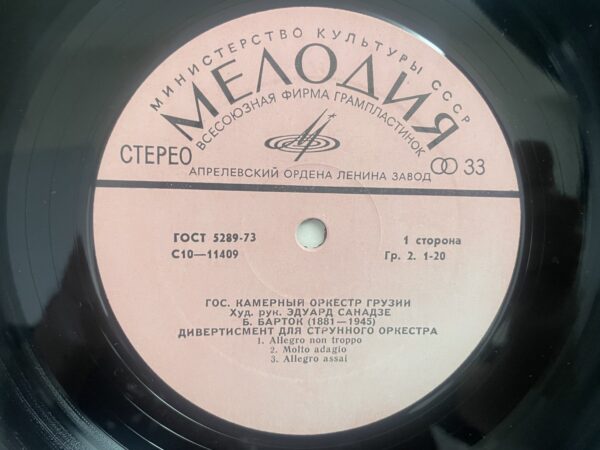 МИНИСТЕРСТВО КУЛЬТУРЫ СССР
МЕЛОДИЯ
ВСЕСОЮЗНАЯ ФИРМА ГРАМПЛАСТИНОК
СТЕРЕО
33
АПРЕЛЕВСКИЙ ОРДЕНА ЛЕНИНА ЗАВОД
ГОСТ 5289-73
1 сторона
С10—11409
Гр. 2. 1-20
ГОС. КАМЕРНЫЙ ОРКЕСТР ГРУЗИИ
Худ. рук. ЭДУАРД САНАДЗЕ
Б. БАРТОК (1881—1945)
ДИВЕРТИСМЕНТ ДЛЯ СТРУННОГО ОРКЕСТРА
1. Allegro non troppo
2. Molto adagio
3. Allegro assai